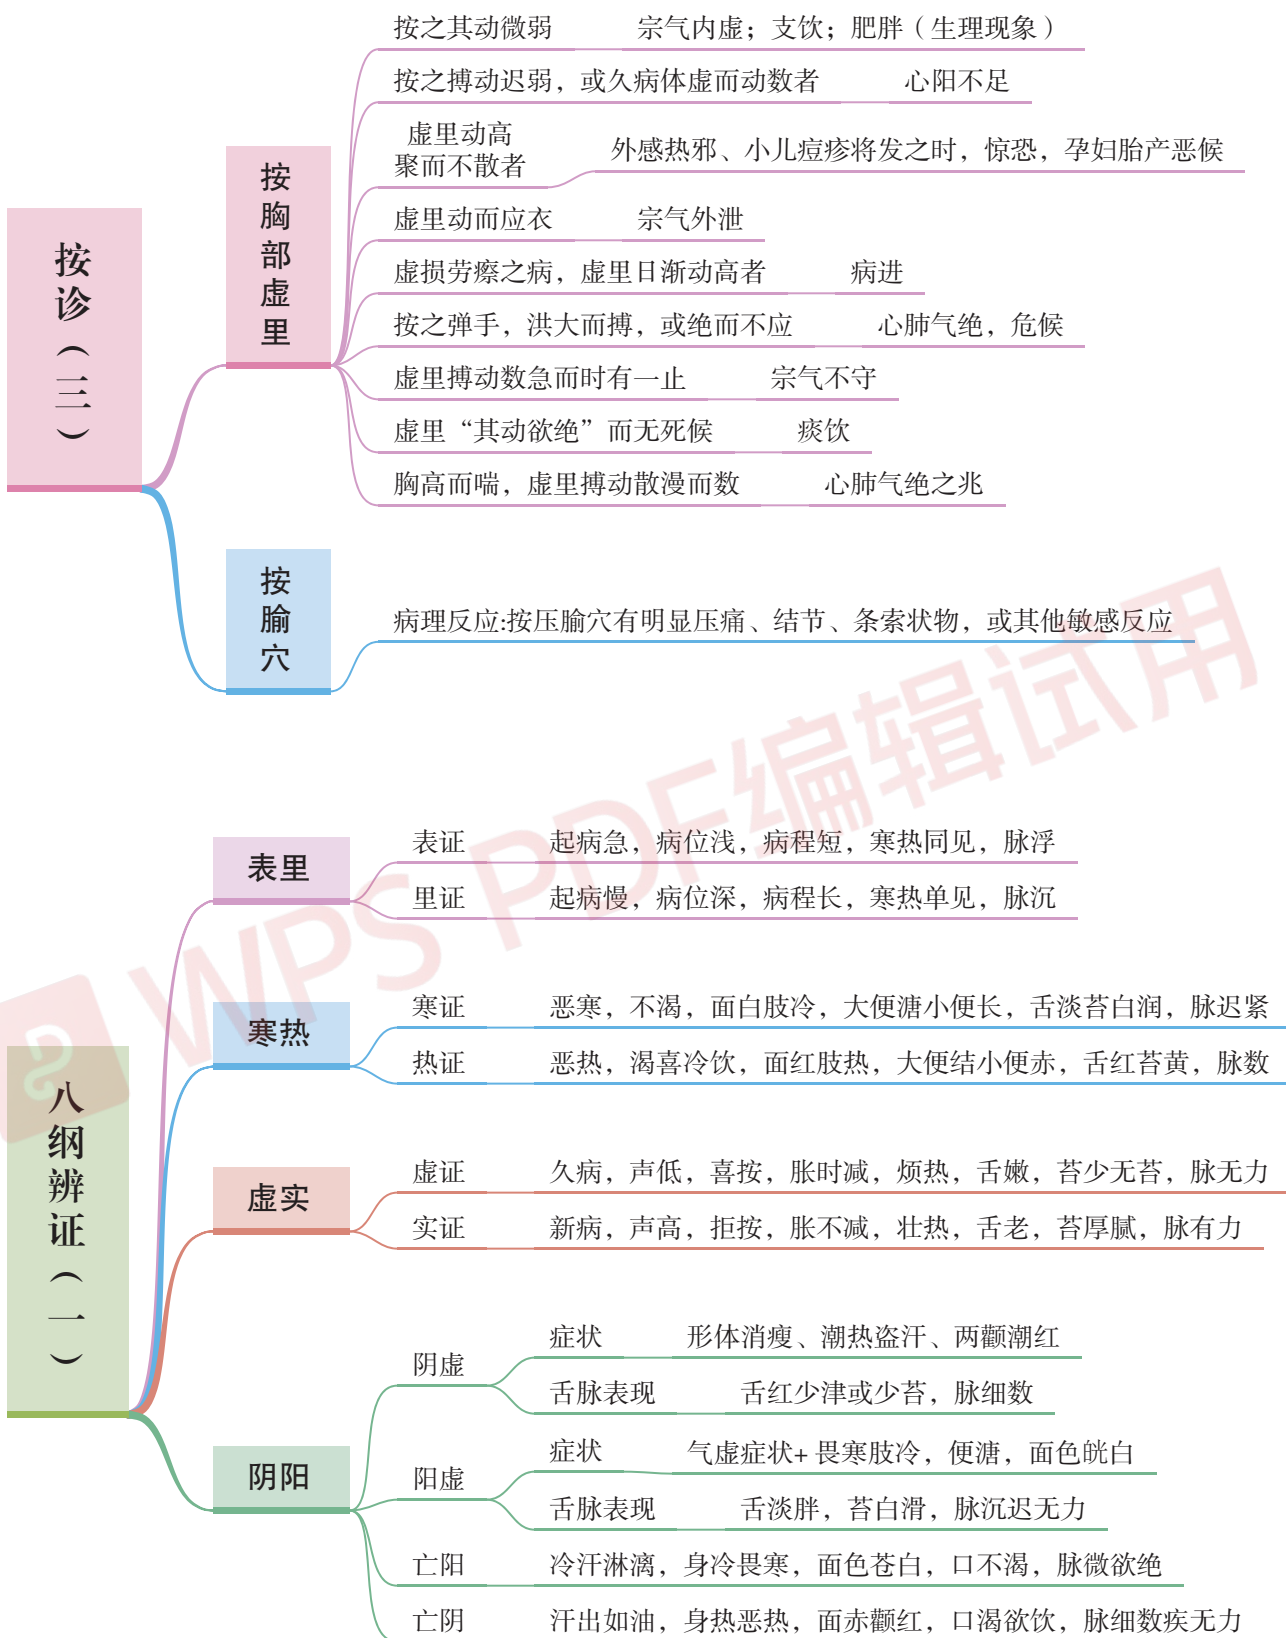 按诊（三）
按胸部虚里
按之其动微弱　宗气内虚；支饮；肥胖（生理现象）
按之搏动迟弱，或久病体虚而动数者　心阳不足
虚里动高
聚而不散者　外感热邪、小儿痘疹将发之时，惊恐，孕妇胎产恶候
虚里动而应衣　宗气外泄
虚损劳瘵之病，虚里日渐动高者　病进
按之弹手，洪大而搏，或绝而不应　心肺气绝，危候
虚里搏动数急而时有一止　宗气不守
虚里“其动欲绝”而无死候　痰饮
胸高而喘，虚里搏动散漫而数　心肺气绝之兆
按腧穴
病理反应:按压腧穴有明显压痛、结节、条索状物，或其他敏感反应
八纲辨证（一）
表里
表证　起病急，病位浅，病程短，寒热同见，脉浮
里证　起病慢，病位深，病程长，寒热单见，脉沉
寒热
寒证　恶寒，不渴，面白肢冷，大便溏小便长，舌淡苔白润，脉迟紧
热证　恶热，渴喜冷饮，面红肢热，大便结小便赤，舌红苔黄，脉数
虚实
虚证　久病，声低，喜按，胀时减，烦热，舌嫩，苔少无苔，脉无力
实证　新病，声高，拒按，胀不减，壮热，舌老，苔厚腻，脉有力
阴阳
阴虚
症状　形体消瘦、潮热盗汗、两颧潮红
舌脉表现　舌红少津或少苔，脉细数
阳虚
症状　气虚症状+ 畏寒肢冷，便溏，面色㿠白
舌脉表现　舌淡胖，苔白滑，脉沉迟无力
亡阳　冷汗淋漓，身冷畏寒，面色苍白，口不渴，脉微欲绝
亡阴　汗出如油，身热恶热，面赤颧红，口渴欲饮，脉细数疾无力
WPS PDF编辑试用